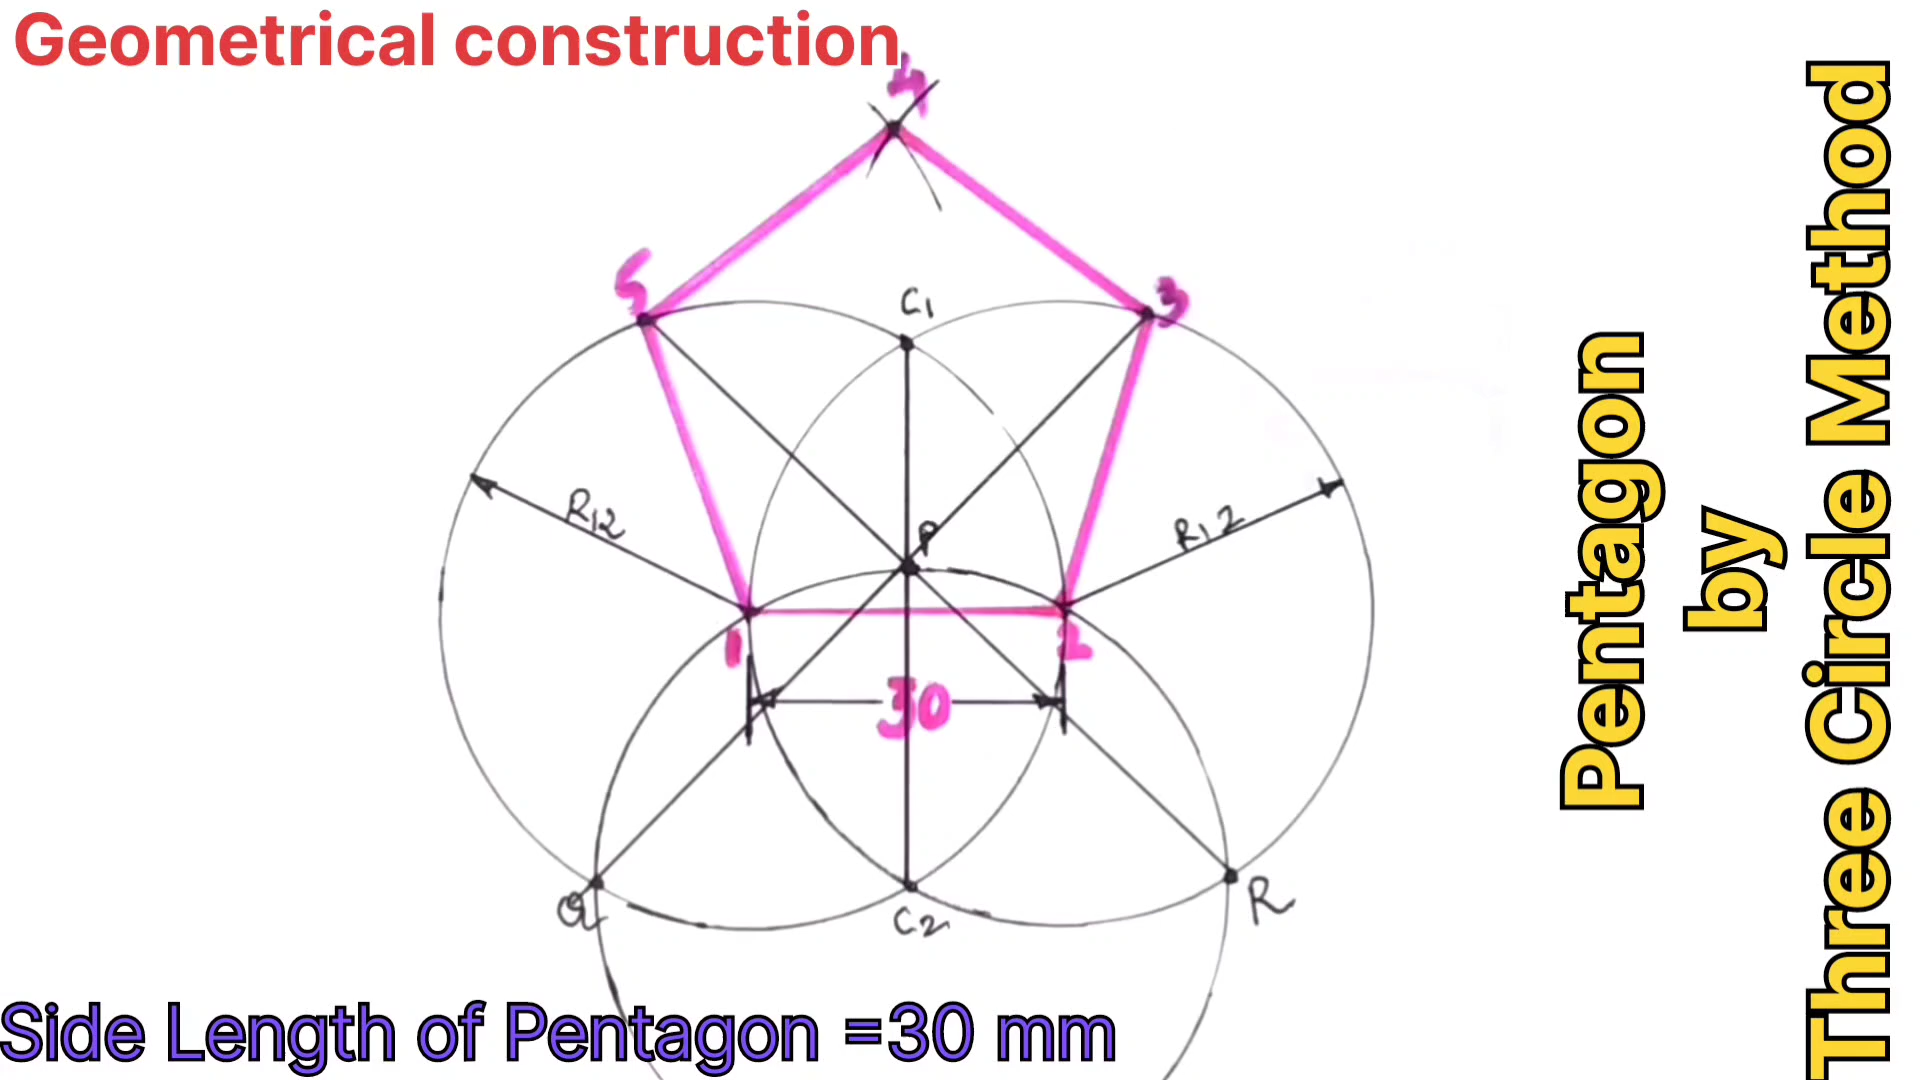 Geometrical construction
4
5
3
C1
R12
R12
P
1
2
30
Q
C2
R
Side Length of Pentagon =30 mm
Pentagon
by
Three Circle Method